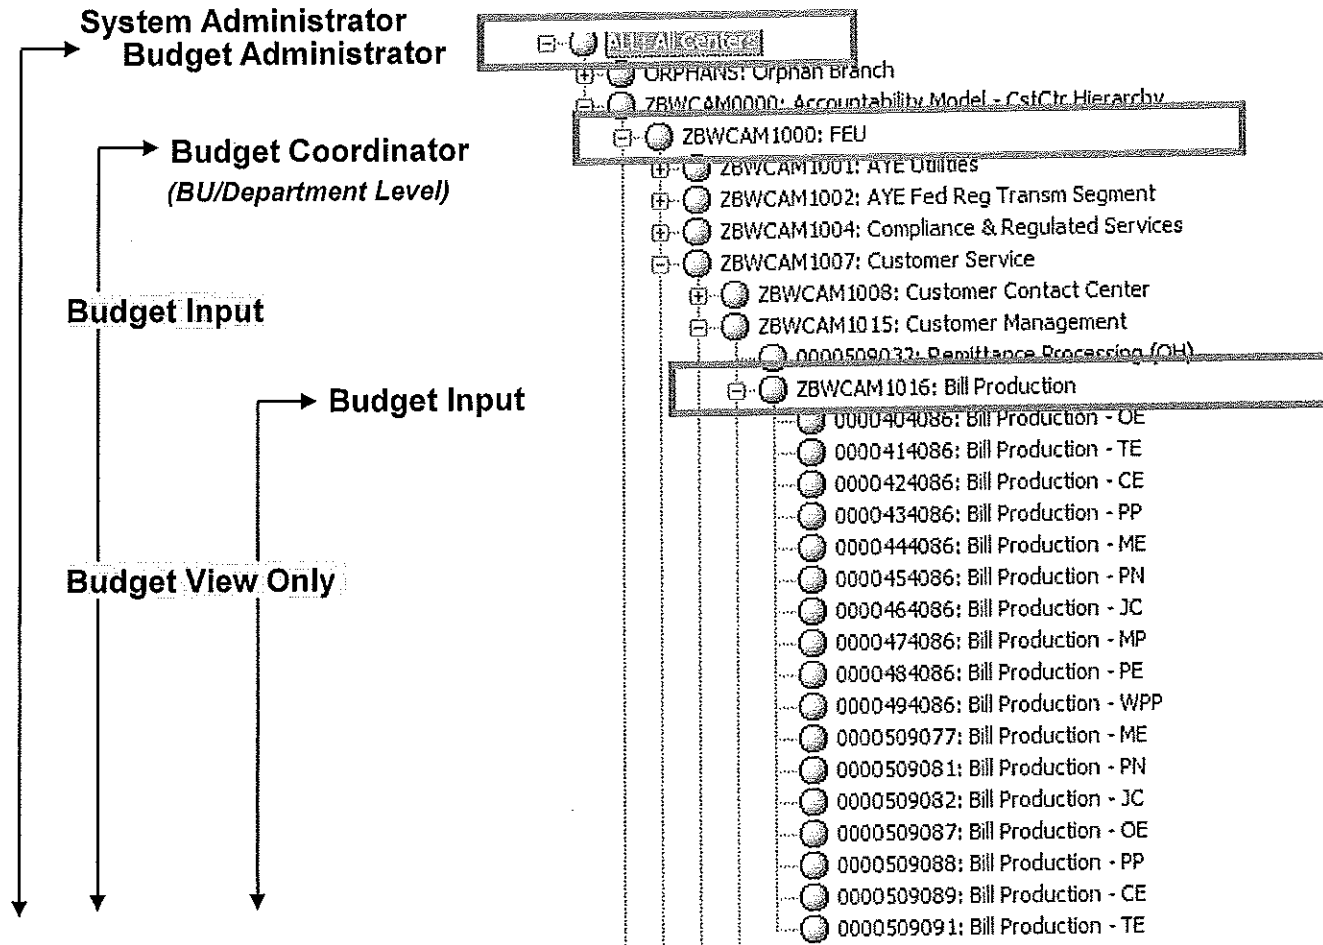 System Administrator
Budget Administrator
ALL: All Centers
ORPHANS: Orphan Branch
ZBWCAM0000: Accountability Model - CstCtr Hierarchy
Budget Coordinator
(BU/Department Level)
ZBWCAM1000: FEU
ZBWCAM1001: AYE Utilities
ZBWCAM1002: AYE Fed Reg Transm Segment
ZBWCAM1004: Compliance & Regulated Services
ZBWCAM1007: Customer Service
ZBWCAM1008: Customer Contact Center
Budget Input
ZBWCAM1015: Customer Management
0000509032: Remittance Processing (OH)
Budget Input
ZBWCAM1016: Bill Production
0000404086: Bill Production - OE
0000414086: Bill Production - TE
0000424086: Bill Production - CE
0000434086: Bill Production - PP
0000444086: Bill Production - ME
Budget View Only
0000454086: Bill Production - PN
0000464086: Bill Production - JC
0000474086: Bill Production - MP
0000484086: Bill Production - PE
0000494086: Bill Production - WPP
0000509077: Bill Production - ME
0000509081: Bill Production - PN
0000509082: Bill Production - JC
0000509087: Bill Production - OE
0000509088: Bill Production - PP
0000509089: Bill Production - CE
0000509091: Bill Production - TE